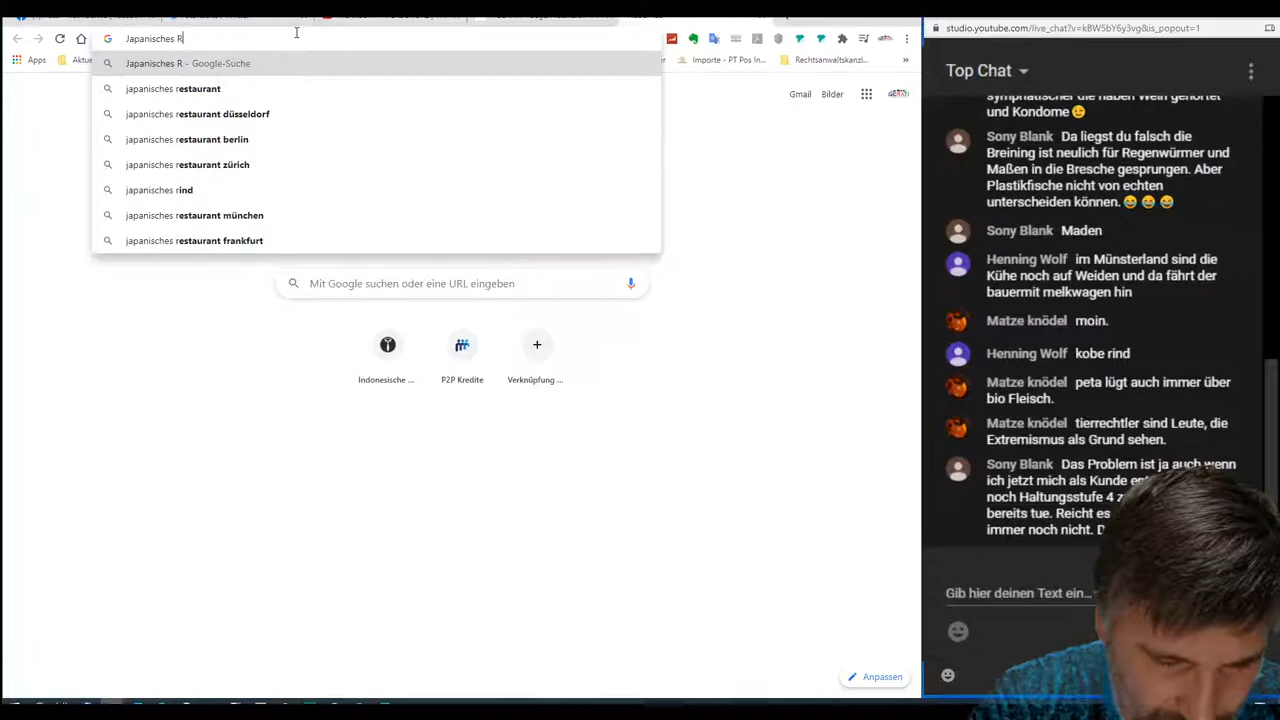 Japanisches R
Japanisches R – Google-Suche
japanisches restaurant
japanisches restaurant düsseldorf
japanisches restaurant berlin
japanisches restaurant zürich
japanisches rind
japanisches restaurant münchen
japanisches restaurant frankfurt
Apps
Importe - PT Pos In...
Rechtsanwaltskanzl...
Gmail Bilder
Mit Google suchen oder eine URL eingeben
Indonesische ...
P2P Kredite
Verknüpfung ...
Anpassen
studio.youtube.com/live_chat?v=kBW5bY6y3vg&is_popout=1
Top Chat
sympathischer die haben Wein gehortet
und Kondome 😉
Sony Blank Da liegst du falsch die
Breining ist neulich für Regenwürmer und
Maßen in die Bresche gesprungen. Aber
Plastikfische nicht von echten
unterscheiden können. 😂 😂 😂
Sony Blank Maden
Henning Wolf im Münsterland sind die
Kühe noch auf Weiden und da fährt der
bauermit melkwagen hin
Matze knödel moin.
Henning Wolf kobe rind
Matze knödel peta lügt auch immer über
bio Fleisch.
Matze knödel tierrechtler sind Leute, die
Extremismus als Grund sehen.
Sony Blank Das Problem ist ja auch wenn
ich jetzt mich als Kunde
noch Haltungsstufe 4
bereits tue. Reicht es
immer noch nicht.
Gib hier deinen Text ein...